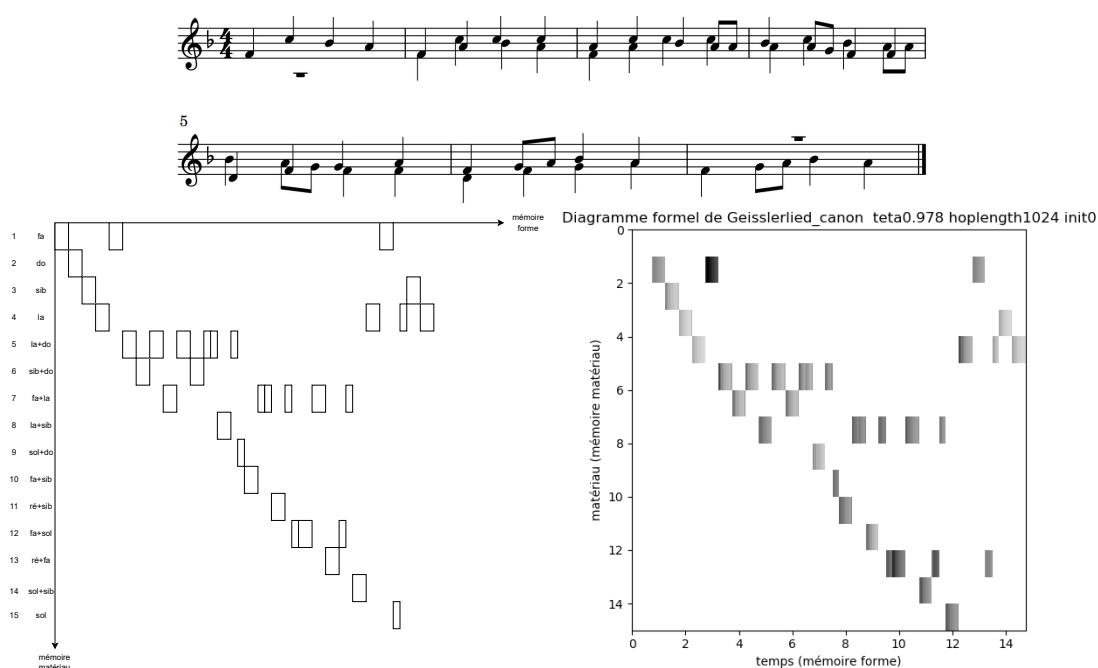 4
4
5
mémoire
forme
1 fa
2 do
3 sib
4 la
5 la+do
6 sib+do
7 fa+la
8 la+sib
9 sol+do
10 fa+sib
11 ré+sib
12 fa+sol
13 ré+fa
14 sol+sib
15 sol
mémoire
matériau
Diagramme formel de Geisslerlied_canon teta0.978 hoplength1024 init0
matériau (mémoire matériau)
0
2
4
6
8
10
12
14
0 2 4 6 8 10 12 14
temps (mémoire forme)